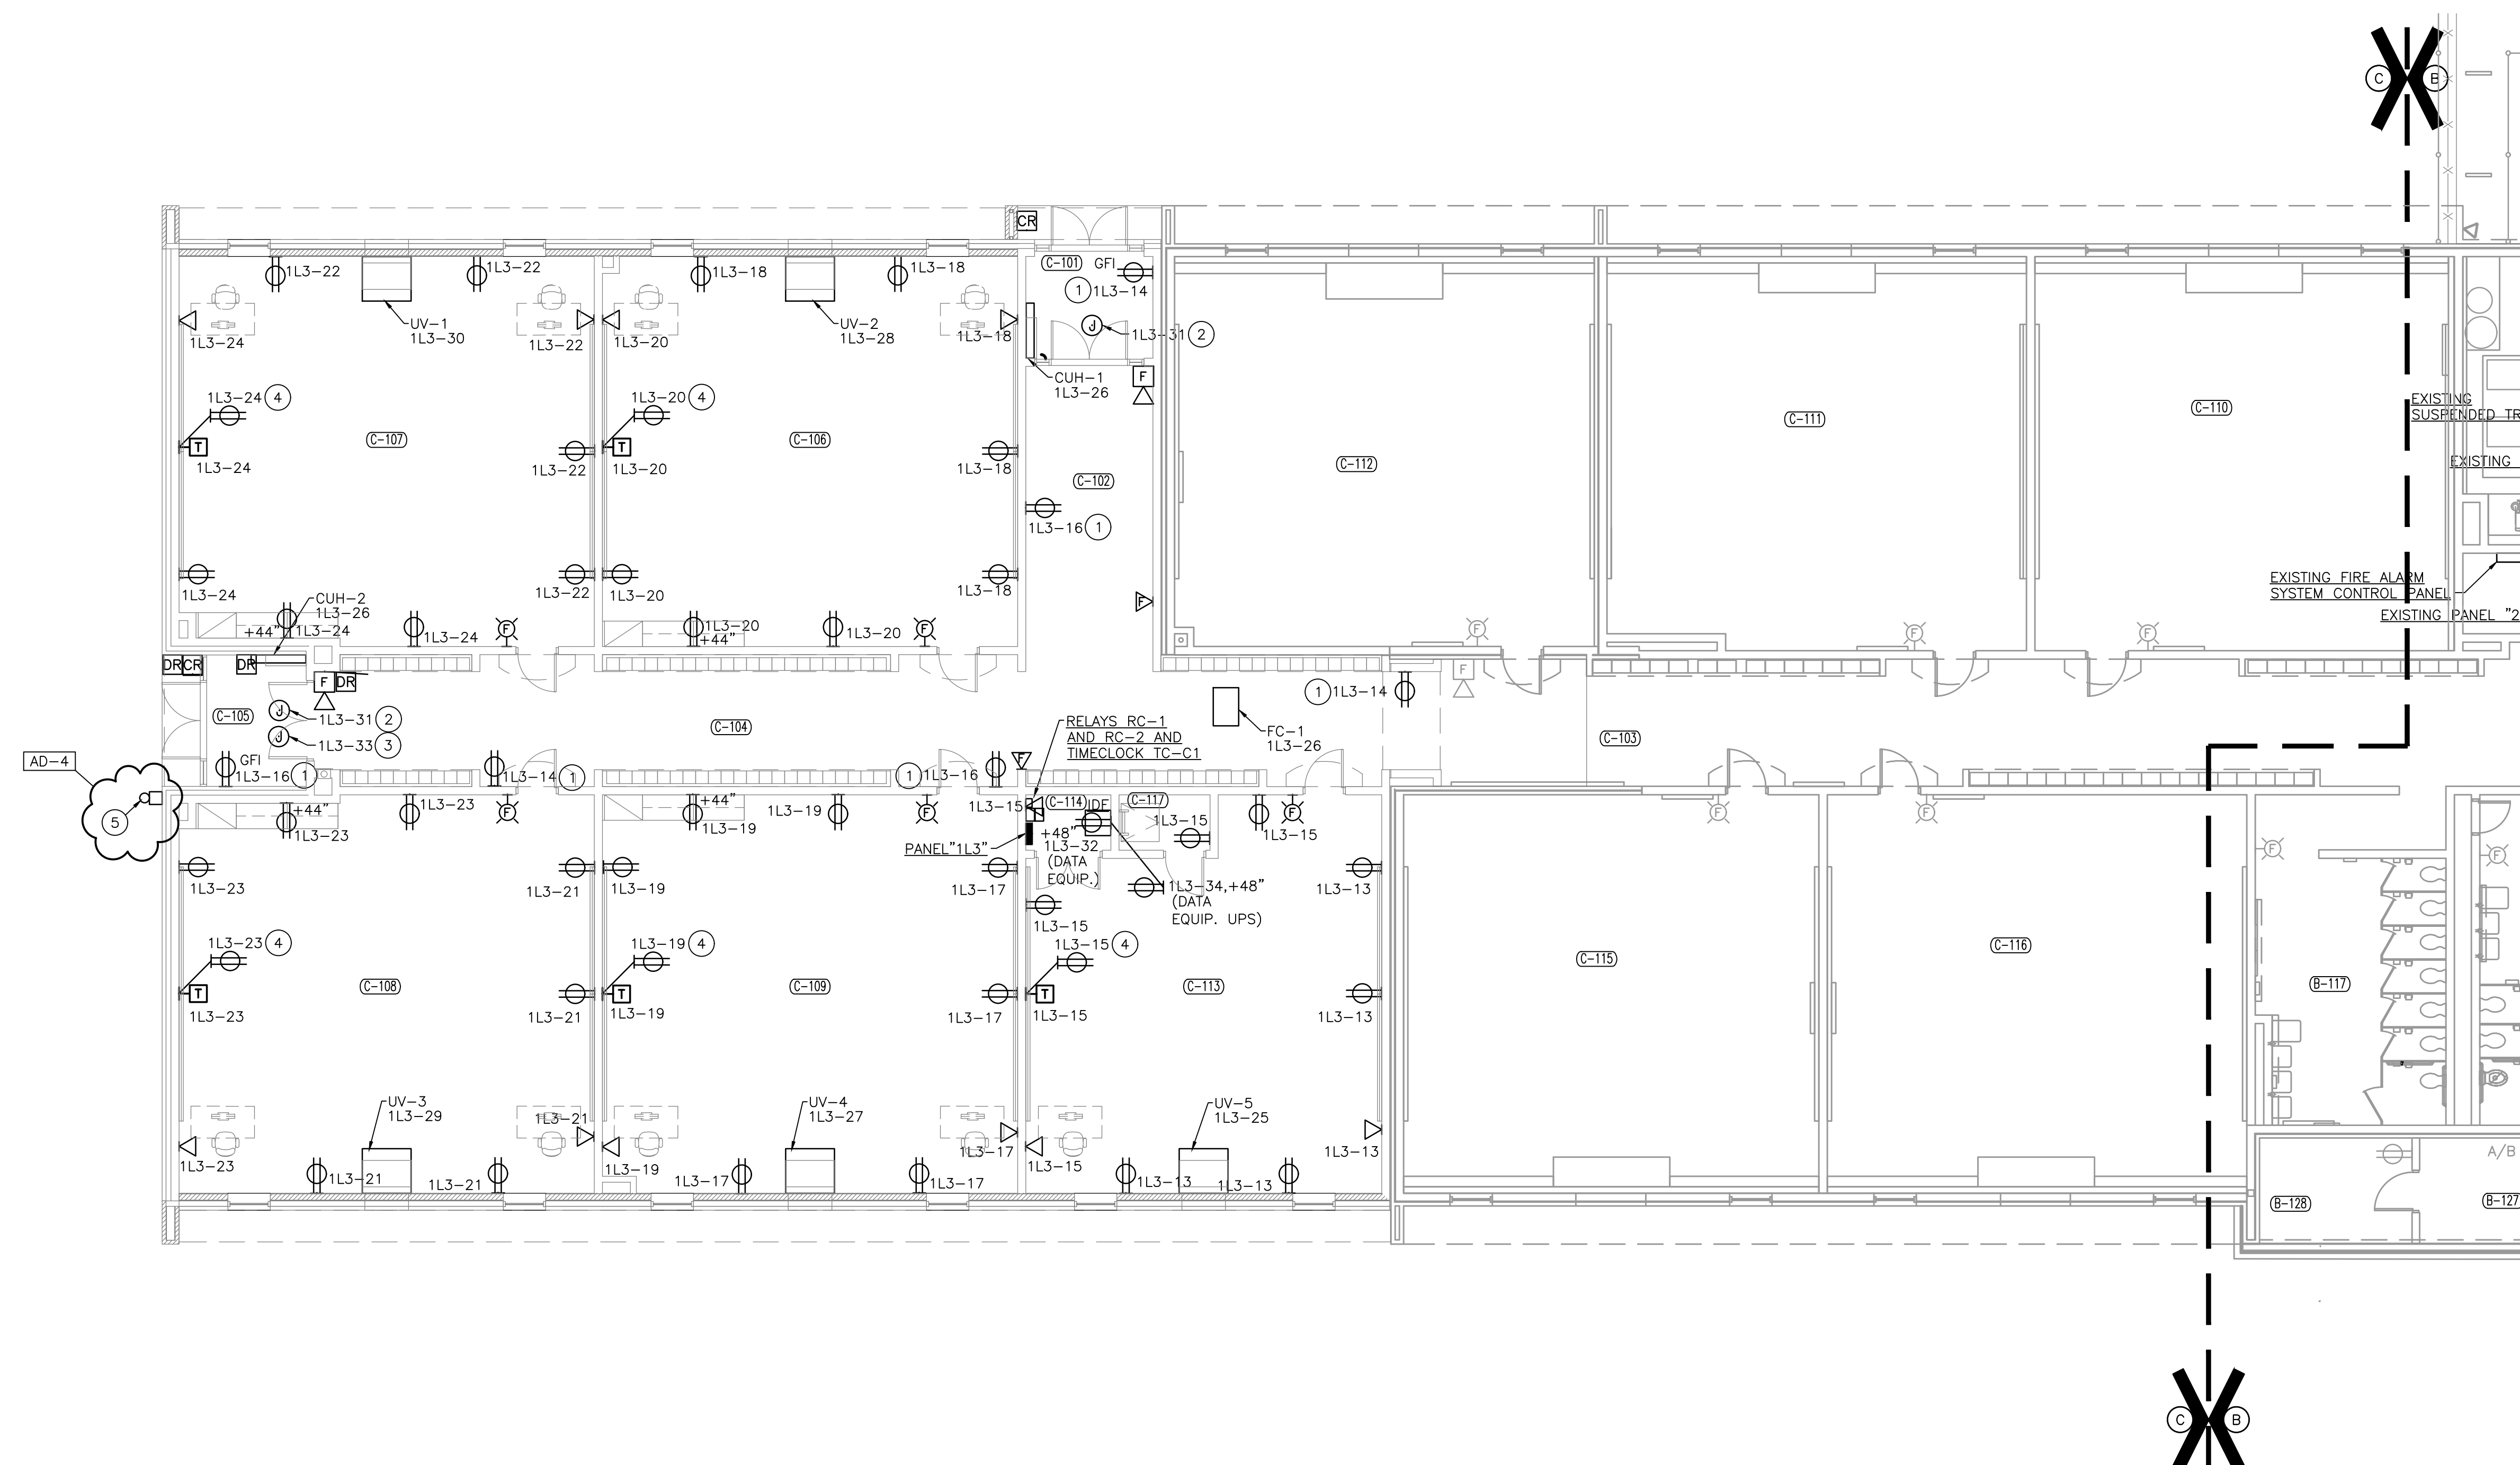 C
B
CR
C-101
GFI
1L3-22
1L3-22
1L3-18
1L3-18
1
1L3-14
UV-1
1L3-30
UV-2
1L3-28
J
1L3-31
2
1L3-24
1L3-22
1L3-20
1L3-18
CUH-1
1L3-26
F
1L3-24
4
1L3-20
4
EXISTING
C-110
C-111
C-107
C-106
C-112
T
T
1L3-24
1L3-22
1L3-20
1L3-18
EXISTING
C-102
1L3-16
1
1L3-24
1L3-22
1L3-20
1L3-18
EXISTING FIRE ALARM
SYSTEM CONTROL PANEL
CUH-2
1L3-26
F
EXISTING PANEL "2
+44"
1L3-24
1L3-24
F
1L3-20
+44"
1L3-20
F
F
F
F
DR
CR
DR
F
DR
F
C-105
J
1L3-31
2
J
1L3-33
3
C-104
RELAYS RC-1
AND RC-2 AND
TIMECLOCK TC-C1
FC-1
1L3-26
1
1L3-14
C-103
AD-4
GFI
1L3-16
1
1L3-14
1
1
1L3-16
F
5
+44"
1L3-23
1L3-23
F
+44"
1L3-19
1L3-19
F
1L3-15
C-114
IDF
C-117
1L3-15
F
1L3-15
F
F
F
F
PANEL"1L3"
+48"
1L3-32
(DATA
EQUIP.)
1L3-34,+48"
(DATA
EQUIP. UPS)
1L3-23
1L3-21
1L3-19
1L3-17
1L3-15
1L3-13
1L3-23
4
1L3-19
4
1L3-15
4
C-115
C-116
C-108
C-109
C-113
B-117
T
T
T
1L3-23
1L3-21
1L3-19
1L3-17
1L3-15
1L3-13
UV-3
1L3-29
UV-4
1L3-27
UV-5
1L3-25
1L3-21
1L3-23
1L3-19
1L3-17
1L3-15
1L3-13
A/B
1L3-21
1L3-21
1L3-17
1L3-17
1L3-13
1L3-13
B-128
B-127
C
B